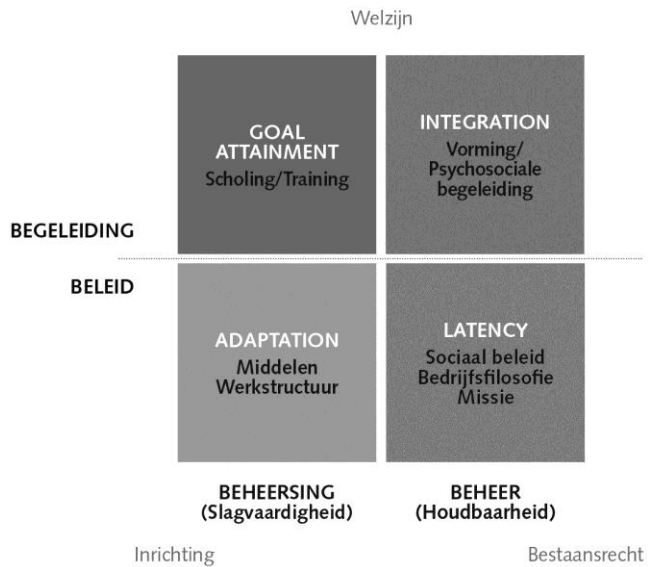 Welzijn
GOAL
ATTAINMENT
Scholing/Training
INTEGRATION
Vorming/
Psychosociale
begeleiding
BEGELEIDING
BELEID
ADAPTATION
Middelen
Werkstructuur
LATENCY
Sociaal beleid
Bedrijfsfilosofie
Missie
BEHEERSING
(Slagvaardigheid)
BEHEER
(Houdbaarheid)
Inrichting
Bestaansrecht